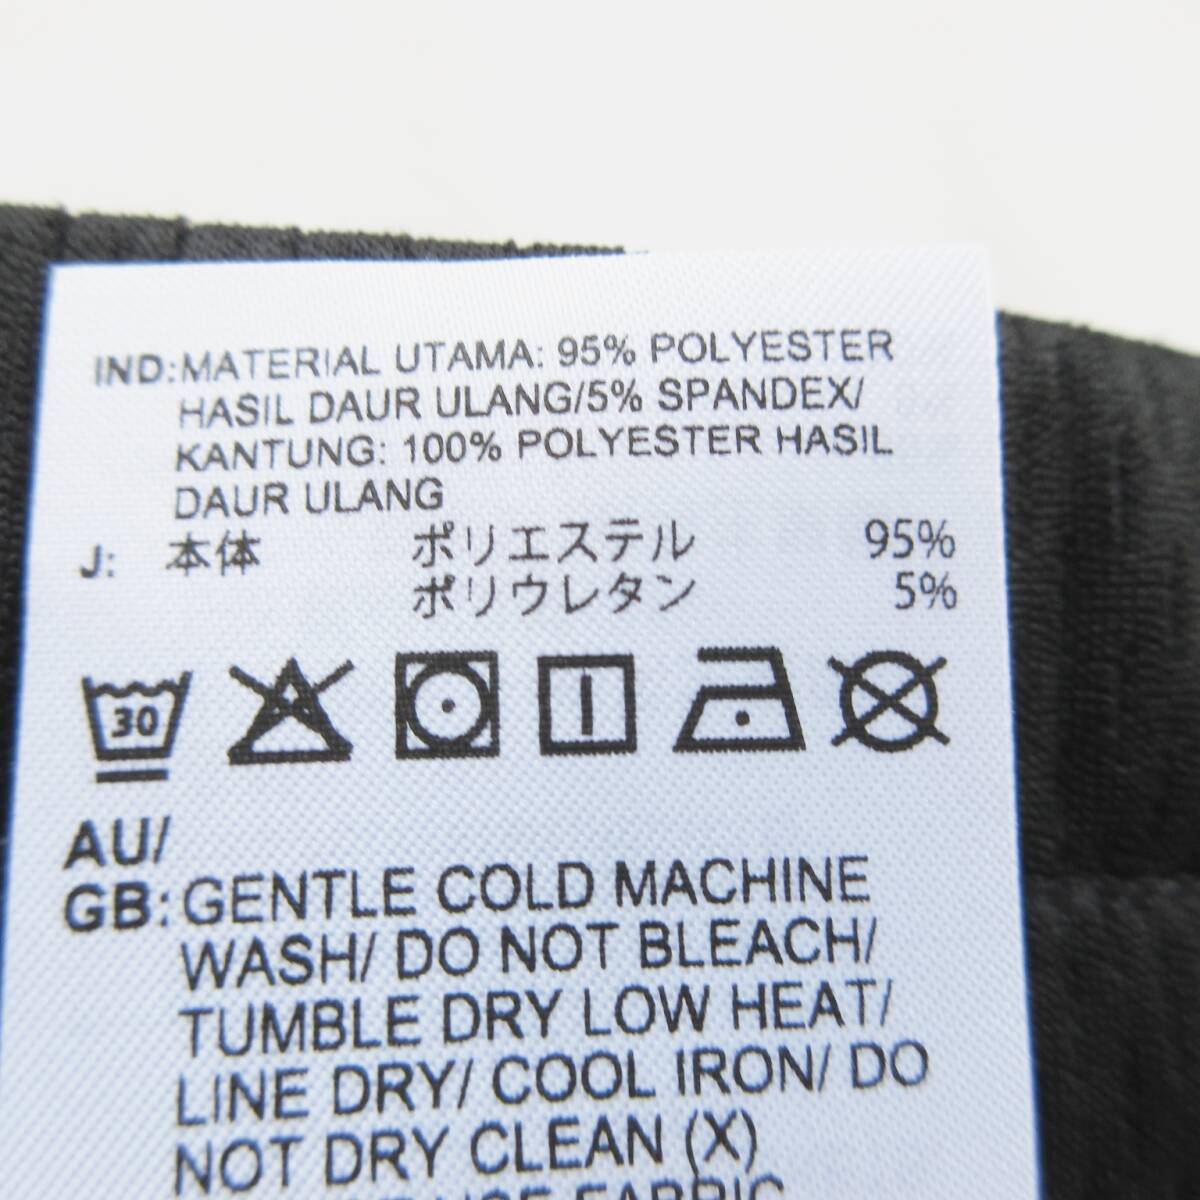 IND:MATERIAL UTAMA: 95% POLYESTER
HASIL DAUR ULANG/5% SPANDEX/
KANTUNG: 100% POLYESTER HASIL
DAUR ULANG
J: 本体 ポリエステル 95%
ポリウレタン 5%
30
AU/
GB:GENTLE COLD MACHINE
WASH/ DO NOT BLEACH/
TUMBLE DRY LOW HEAT/
LINE DRY/ COOL IRON/ DO
NOT DRY CLEAN (X)
USE FABRIC